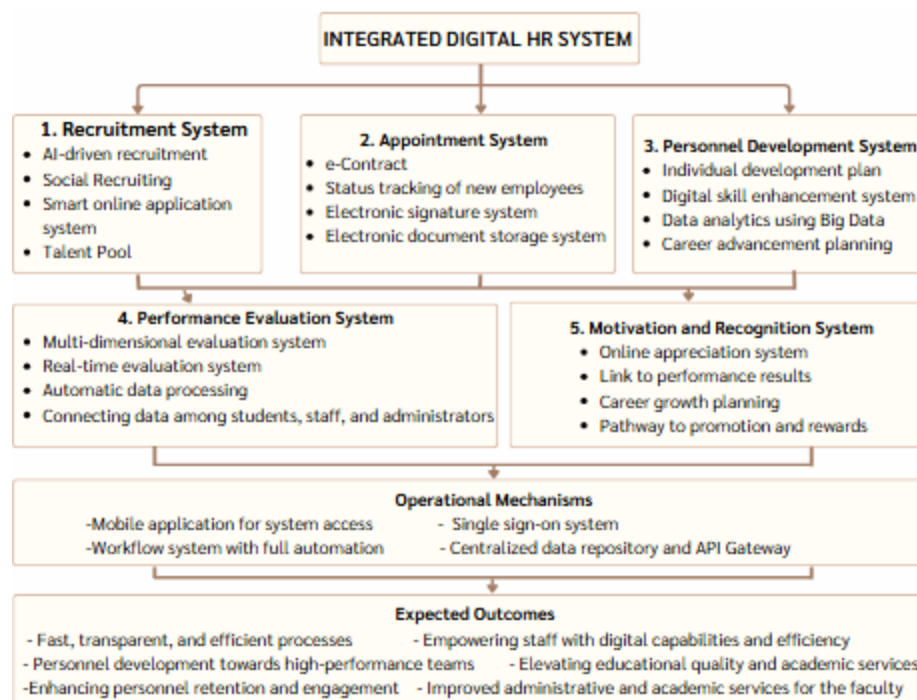 INTEGRATED DIGITAL HR SYSTEM
1. Recruitment System
• AI-driven recruitment
• Social Recruiting
• Smart online application
system
• Talent Pool
2. Appointment System
• e-Contract
• Status tracking of new employees
• Electronic signature system
• Electronic document storage system
3. Personnel Development System
• Individual development plan
• Digital skill enhancement system
• Data analytics using Big Data
• Career advancement planning
4. Performance Evaluation System
• Multi-dimensional evaluation system
• Real-time evaluation system
• Automatic data processing
• Connecting data among students, staff, and administrators
5. Motivation and Recognition System
• Online appreciation system
• Link to performance results
• Career growth planning
• Pathway to promotion and rewards
Operational Mechanisms
-Mobile application for system access - Single sign-on system
-Workflow system with full automation - Centralized data repository and API Gateway
Expected Outcomes
- Fast, transparent, and efficient processes - Empowering staff with digital capabilities and efficiency
- Personnel development towards high-performance teams - Elevating educational quality and academic services
-Enhancing personnel retention and engagement - Improved administrative and academic services for the faculty